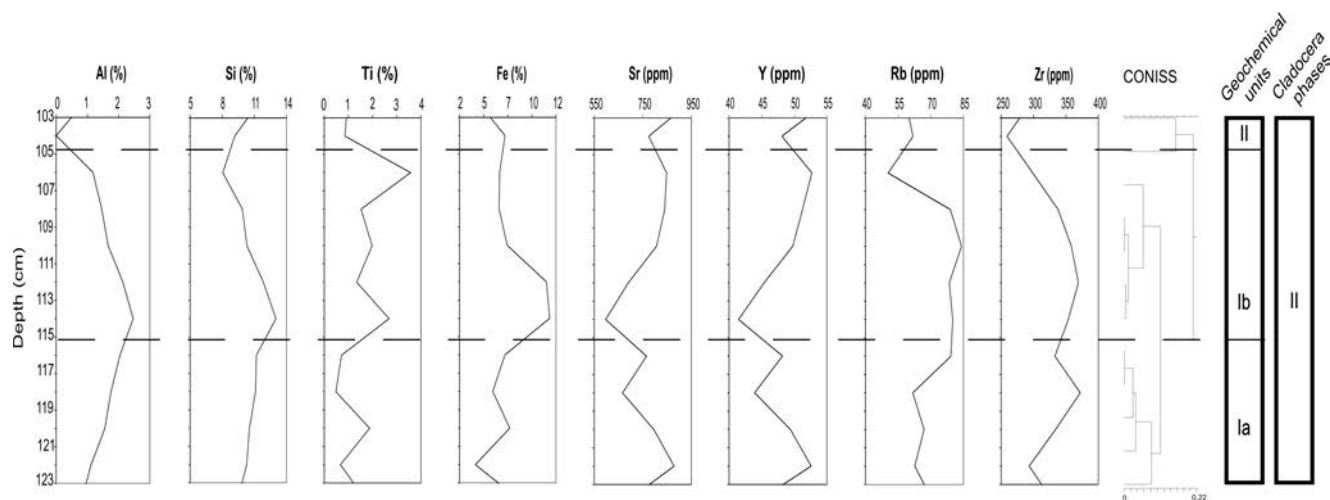 Geochemical
units
Cladocera
phases
Al (%) Si (%) Ti (%) Fe (%) Sr (ppm) Y (ppm) Rb (ppm) Zr (ppm) CONISS
0 1 2 3 5 8 11 14 0 1 2 3 4 2 5 7 10 12 550 750 950 40 45 50 55 40 55 70 85 250 300 350 400
Depth (cm)
103
105
107
109
111
113
115
117
119
121
123
II
Ib
II
Ia
0 0.22